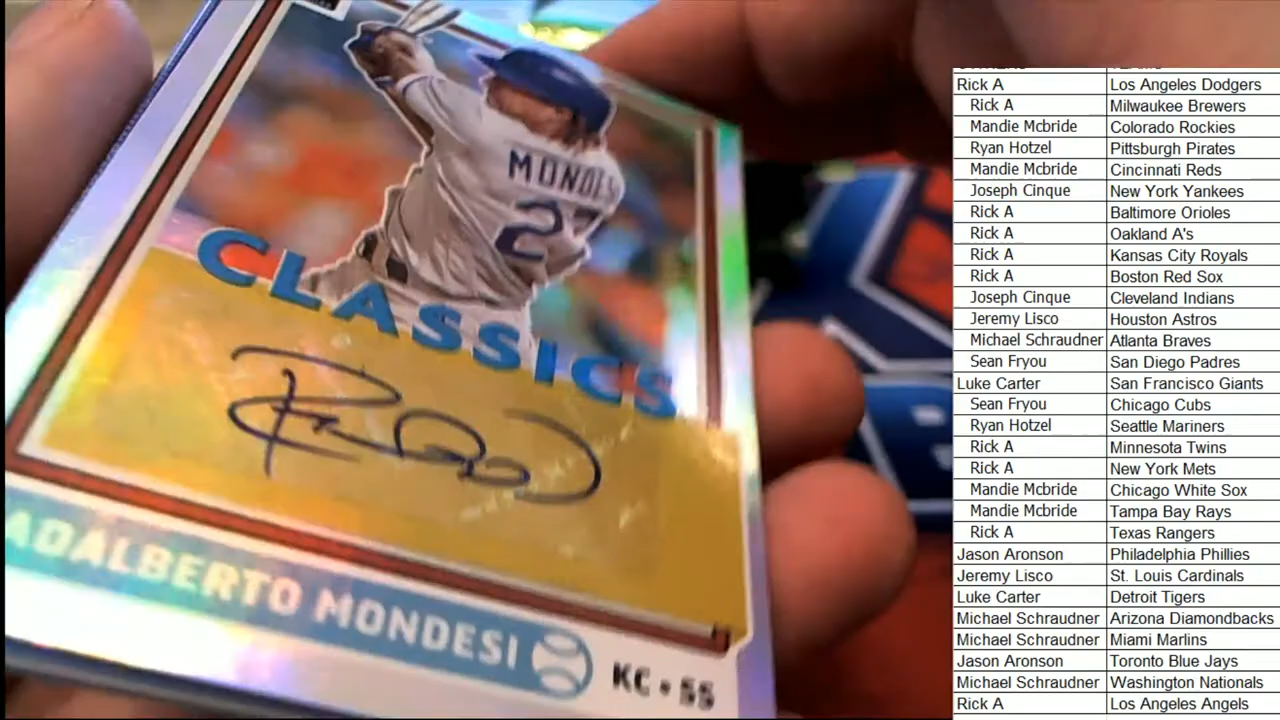 MONDES
27
CLASSICS
ADALBERTO MONDESI
KC • SS
Rick A Los Angeles Dodgers
Rick A Milwaukee Brewers
Mandie Mcbride Colorado Rockies
Ryan Hotzel Pittsburgh Pirates
Mandie Mcbride Cincinnati Reds
Joseph Cinque New York Yankees
Rick A Baltimore Orioles
Rick A Oakland A's
Rick A Kansas City Royals
Rick A Boston Red Sox
Joseph Cinque Cleveland Indians
Jeremy Lisco Houston Astros
Michael Schraudner Atlanta Braves
Sean Fryou San Diego Padres
Luke Carter San Francisco Giants
Sean Fryou Chicago Cubs
Ryan Hotzel Seattle Mariners
Rick A Minnesota Twins
Rick A New York Mets
Mandie Mcbride Chicago White Sox
Mandie Mcbride Tampa Bay Rays
Rick A Texas Rangers
Jason Aronson Philadelphia Phillies
Jeremy Lisco St. Louis Cardinals
Luke Carter Detroit Tigers
Michael Schraudner Arizona Diamondbacks
Michael Schraudner Miami Marlins
Jason Aronson Toronto Blue Jays
Michael Schraudner Washington Nationals
Rick A Los Angeles Angels